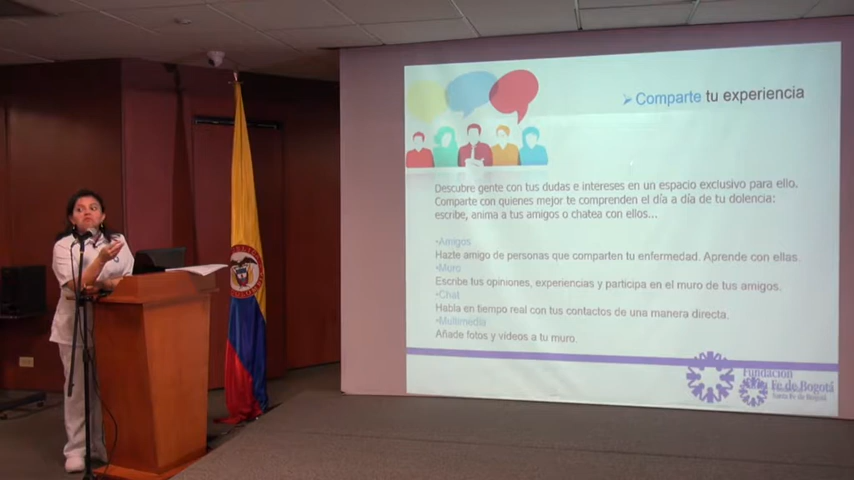 ➢ Comparte tu experiencia
Descubre gente con tus dudas e intereses en un espacio exclusivo para ello.
Comparte con quienes mejor te comprenden el día a día de tu dolencia:
escribe, anima a tus amigos o chatea con ellos...
•Amigos
Hazte amigo de personas que comparten tu enfermedad. Aprende con ellas.
•Muro
Escribe tus opiniones, experiencias y participa en el muro de tus amigos.
•Chat
Habla en tiempo real con tus contactos de una manera directa.
•Multimedia
Añade fotos y vídeos a tu muro.
Fundación
Santa Fe de Bogotá